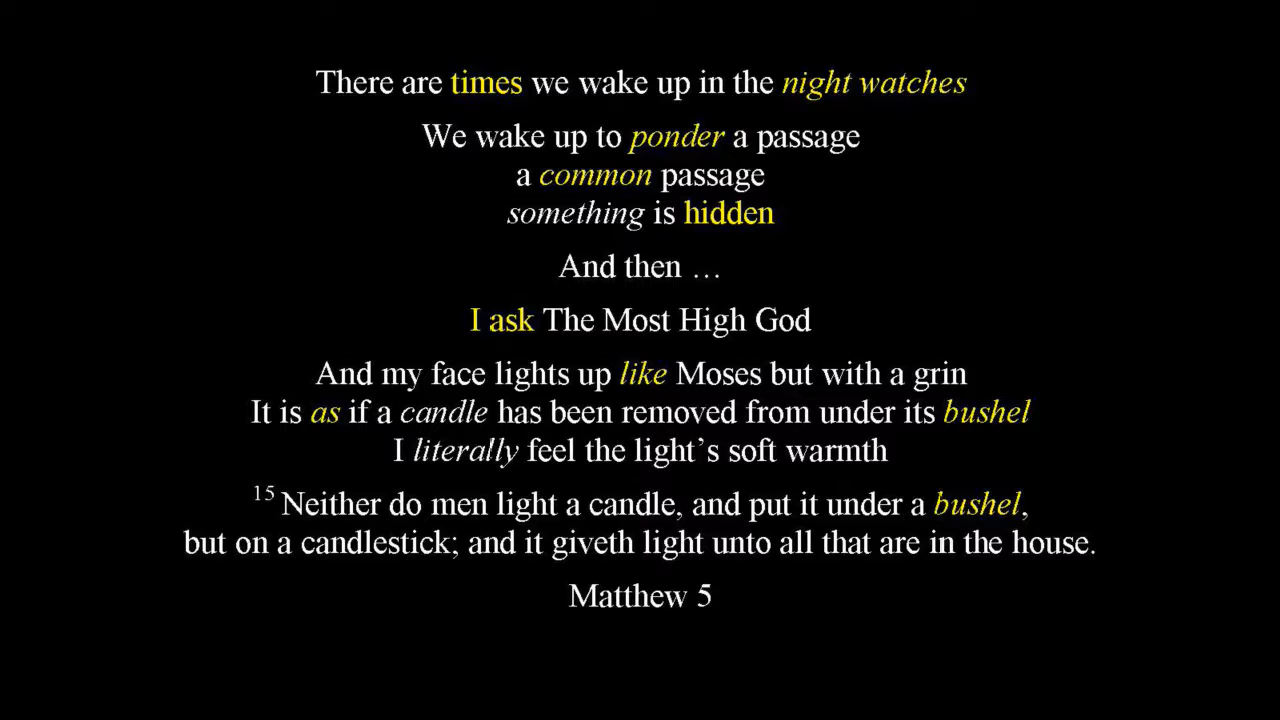 There are times we wake up in the night watches
We wake up to ponder a passage
a common passage
something is hidden
And then …
I ask The Most High God
And my face lights up like Moses but with a grin
It is as if a candle has been removed from under its bushel
I literally feel the light’s soft warmth
15 Neither do men light a candle, and put it under a bushel,
but on a candlestick; and it giveth light unto all that are in the house.
Matthew 5